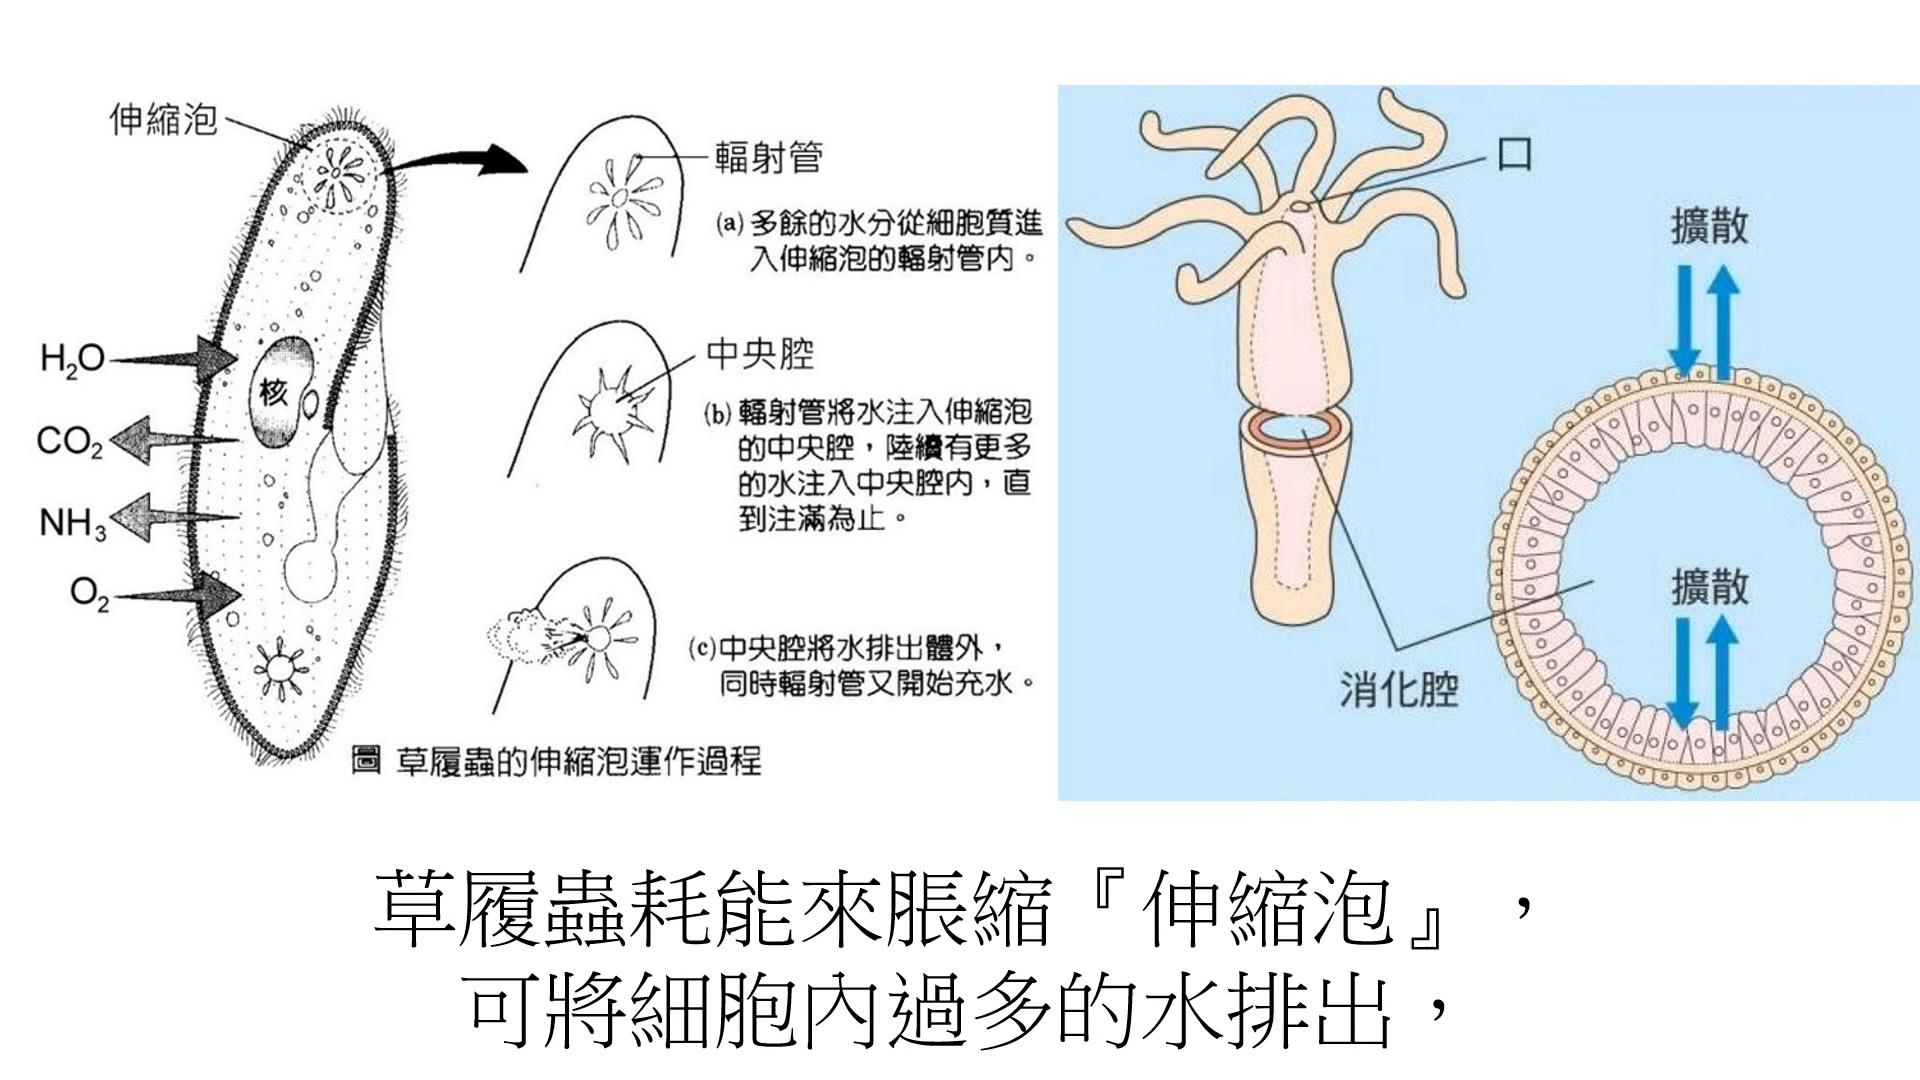 伸縮泡
輻射管
(a)多餘的水分從細胞質進
入伸縮泡的輻射管內。
H₂O
CO₂
NH₃
O₂
核
中央腔
(b)輻射管將水注入伸縮泡
的中央腔，陸續有更多
的水注入中央腔內，直
到注滿為止。
(c)中央腔將水排出體外，
同時輻射管又開始充水。
圖 草履蟲的伸縮泡運作過程
口
擴散
擴散
消化腔
草履蟲耗能來脹縮『伸縮泡』，
可將細胞內過多的水排出，